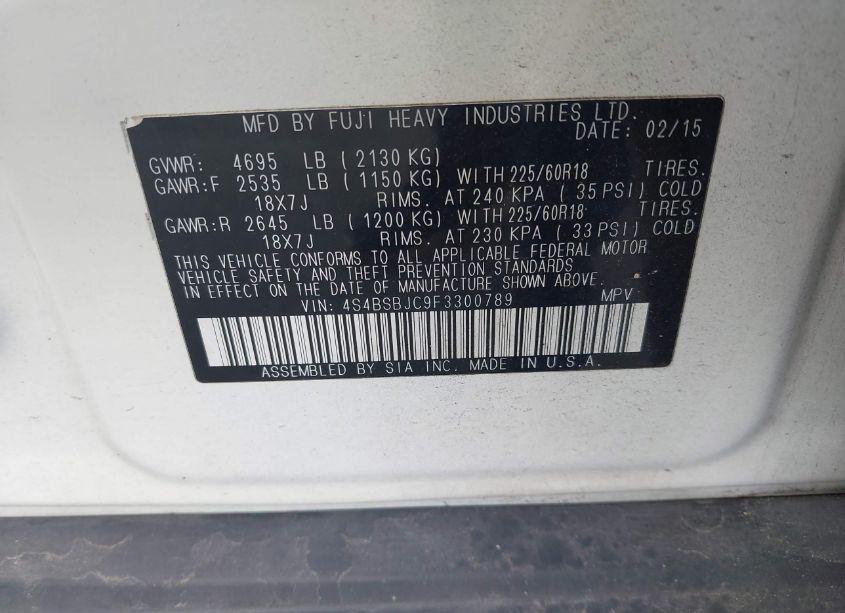 MFD BY FUJI HEAVY INDUSTRIES LTD.
DATE: 02/15
GVWR: 4695 LB ( 2130 KG)
GAWR:F 2535 LB ( 1150 KG) WITH 225/60R18 TIRES.
18X7J RIMS. AT 240 KPA ( 35 PSI) COLD
GAWR:R 2645 LB ( 1200 KG) WITH 225/60R18 TIRES.
18X7J RIMS. AT 230 KPA ( 33 PSI) COLD
THIS VEHICLE CONFORMS TO ALL APPLICABLE FEDERAL MOTOR
VEHICLE SAFETY AND THEFT PREVENTION STANDARDS
IN EFFECT ON THE DATE OF MANUFACTURE SHOWN ABOVE.
VIN: 4S4BSBJC9F3300789 MPV
ASSEMBLED BY SIA INC. MADE IN U.S.A.